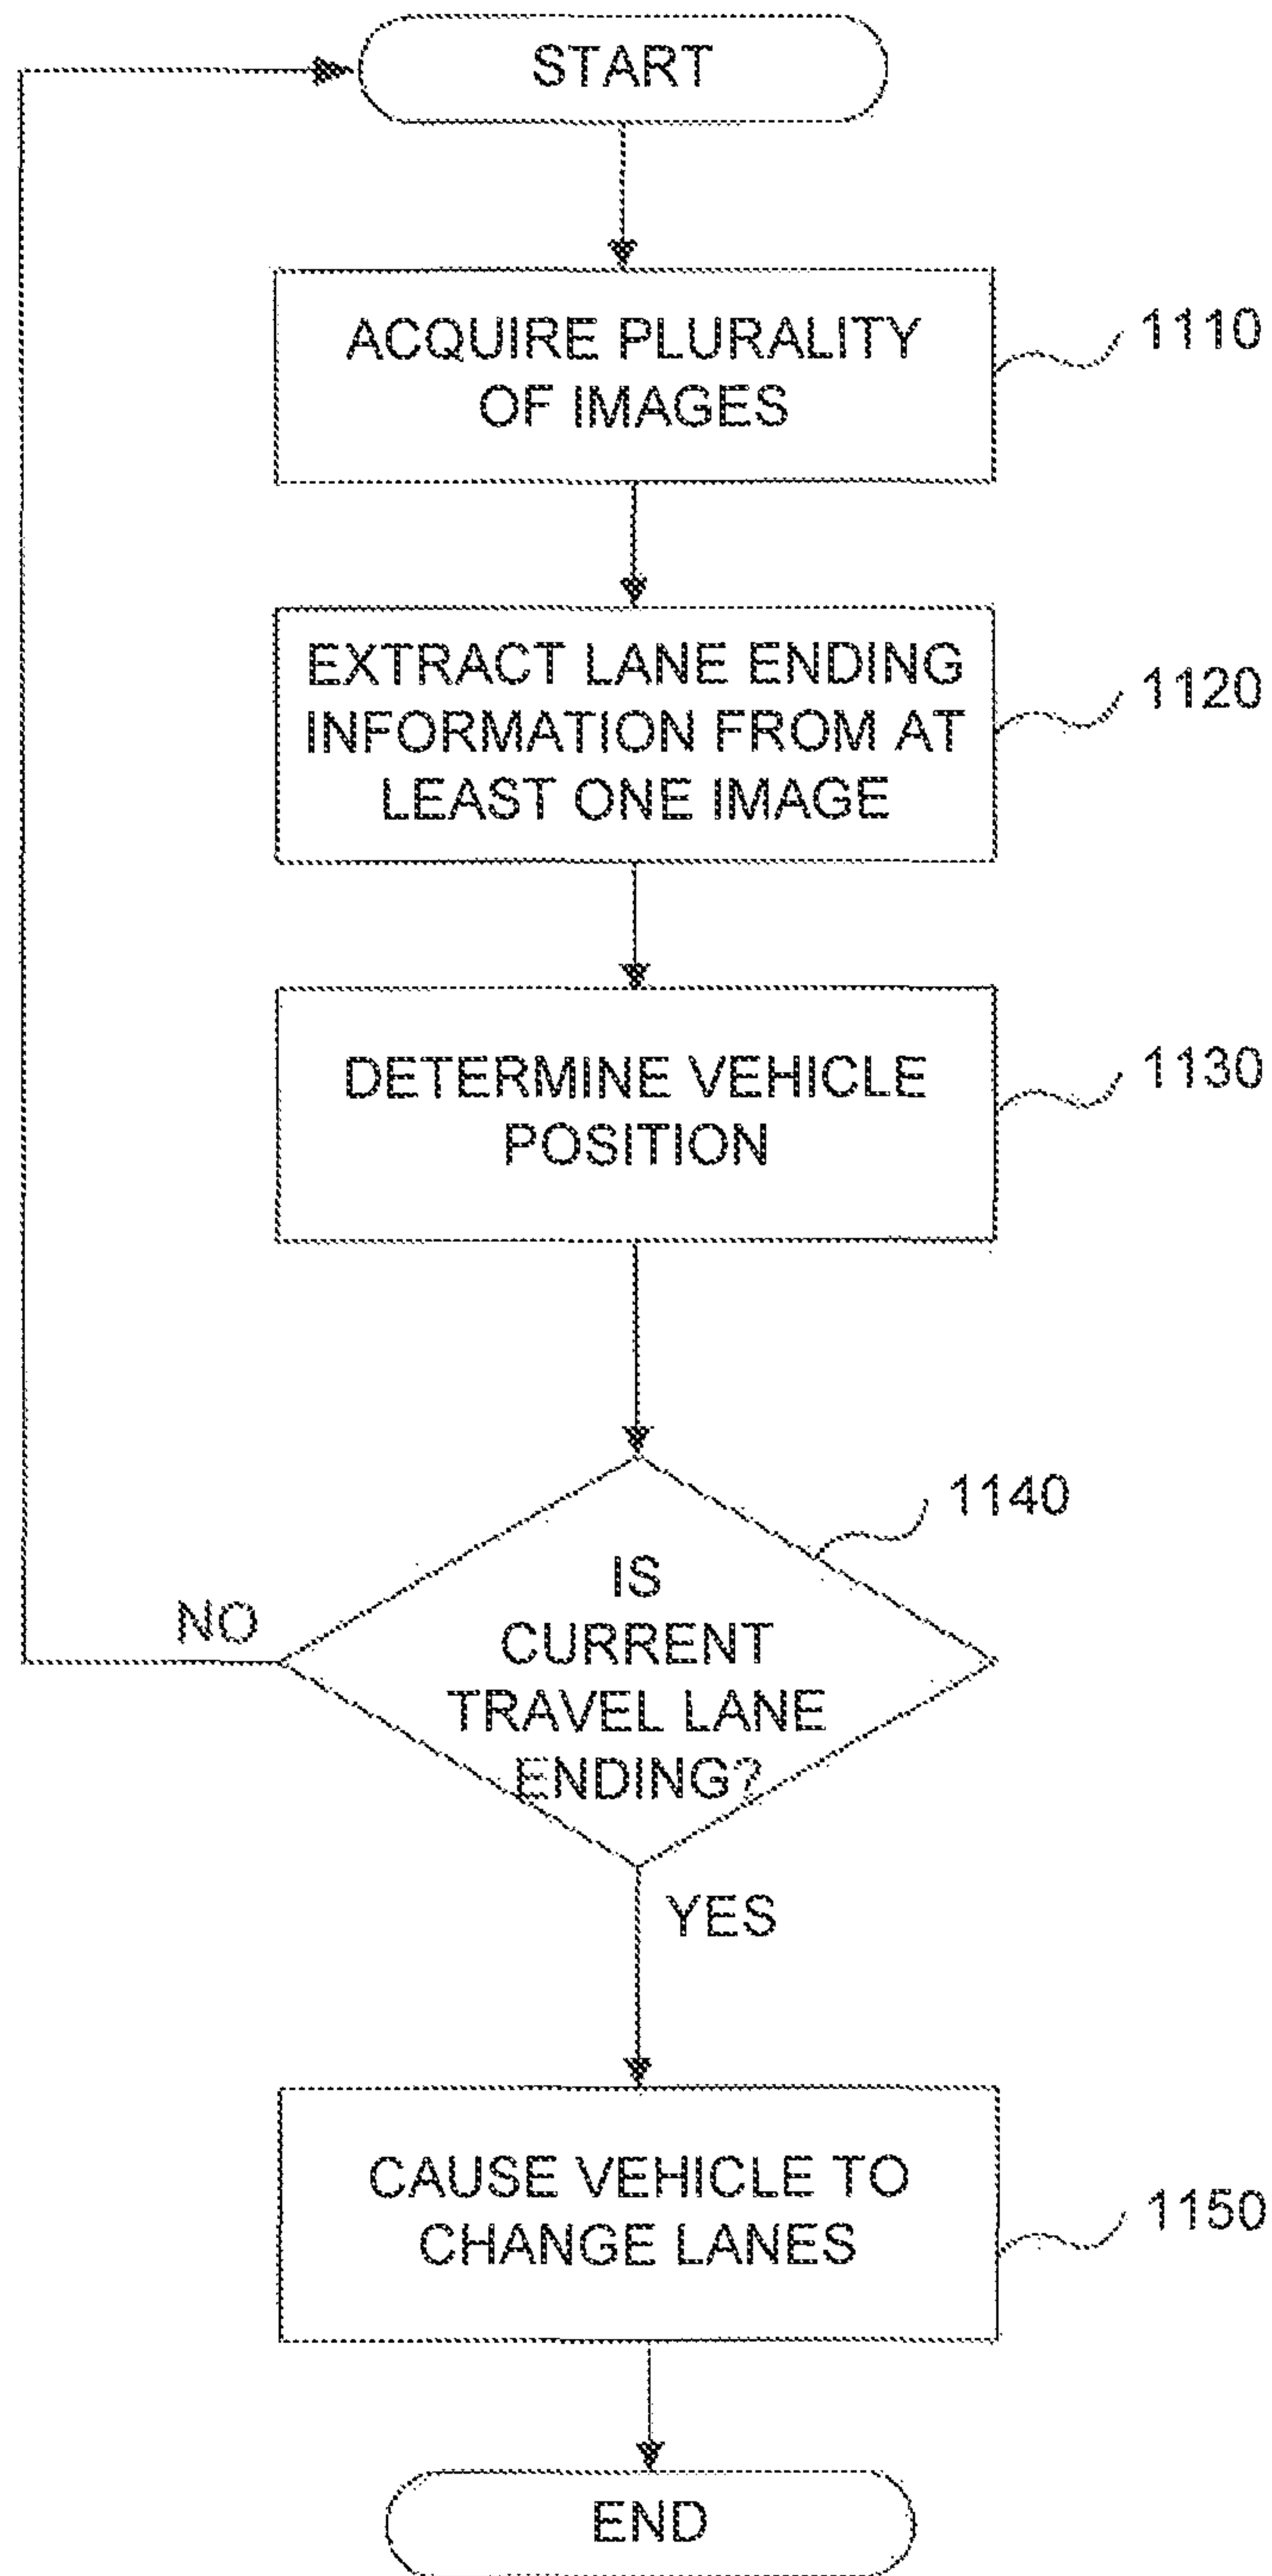 START
ACQUIRE PLURALITY
OF IMAGES
1110
EXTRACT LANE ENDING
INFORMATION FROM AT
LEAST ONE IMAGE
1120
DETERMINE VEHICLE
POSITION
1130
IS
CURRENT
TRAVEL LANE
ENDING?
1140
NO
YES
CAUSE VEHICLE TO
CHANGE LANES
1150
END